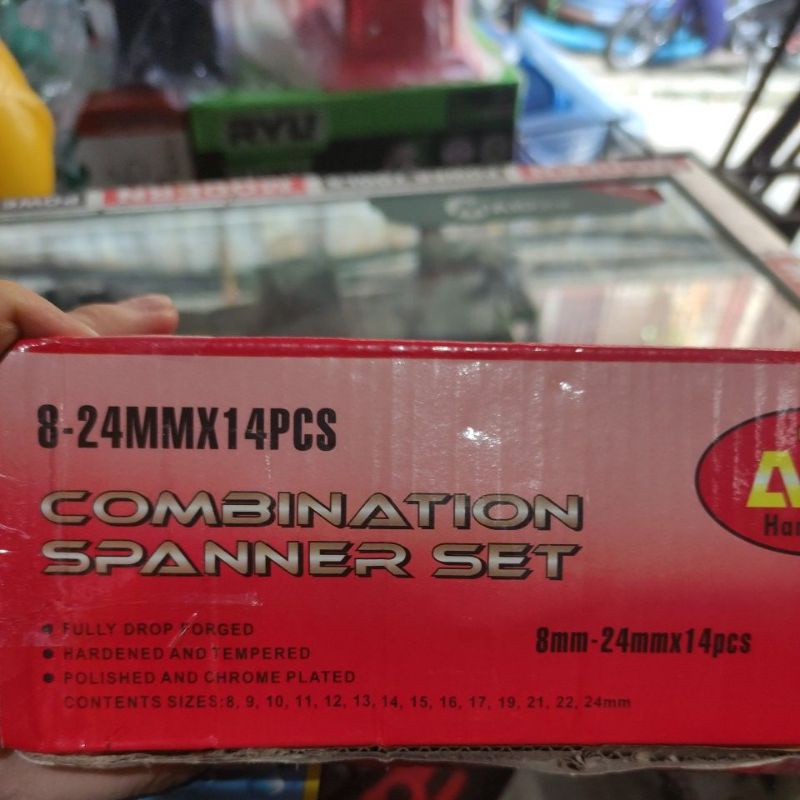 RYU
MODERN
8-24MMX14PCS
COMBINATION
SPANNER SET
FULLY DROP FORGED
HARDENED AND TEMPERED
POLISHED AND CHROME PLATED
CONTENTS SIZES:8, 9, 10, 11, 12, 13, 14, 15, 16, 17, 19, 21, 22, 24mm
8mm-24mmx14pcs